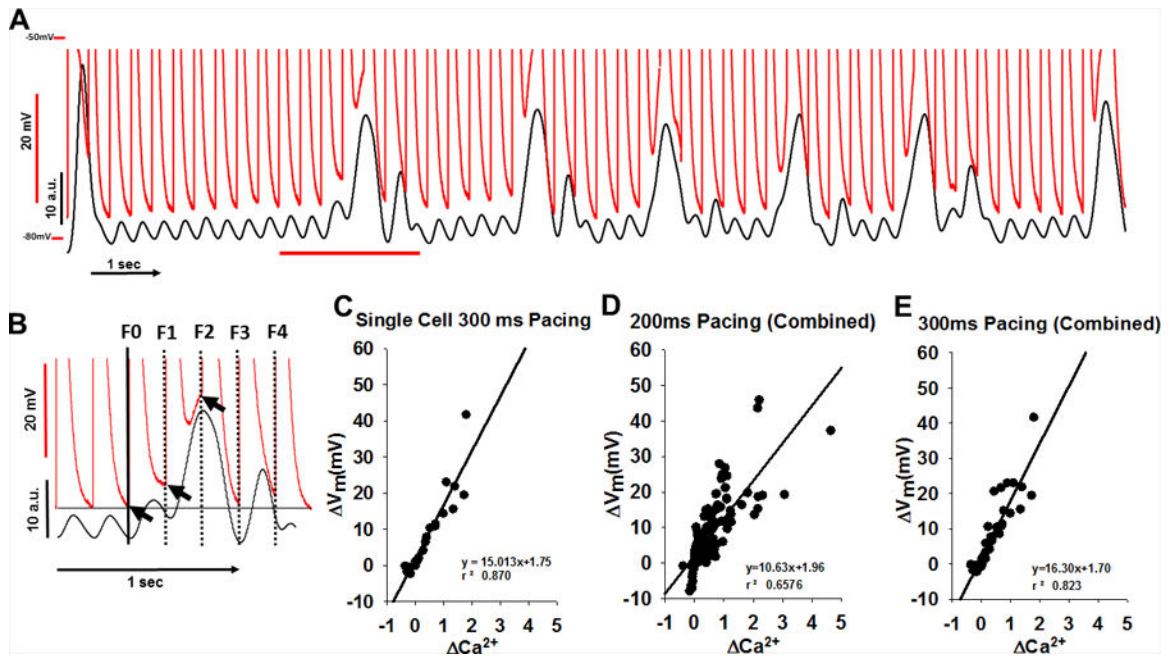 A
-50mV
20 mV
10 a.u.
-80mV
1 sec
B
F0 F1 F2 F3 F4
20 mV
10 a.u.
1 sec
C Single Cell 300 ms Pacing
ΔVm(mV)
60
50
40
30
20
10
0
-10
y = 15.013x+1.75
r² 0.870
-1 0 1 2 3 4 5
ΔCa2+
D 200ms Pacing (Combined)
ΔVm(mV)
60
50
40
30
20
10
0
-10
y=10.63x+1.96
r² 0.6576
-1 0 1 2 3 4 5
ΔCa2+
E 300ms Pacing (Combined)
ΔVm(mV)
60
50
40
30
20
10
0
-10
y=16.30x+1.70
r² 0.823
-1 0 1 2 3 4 5
ΔCa2+